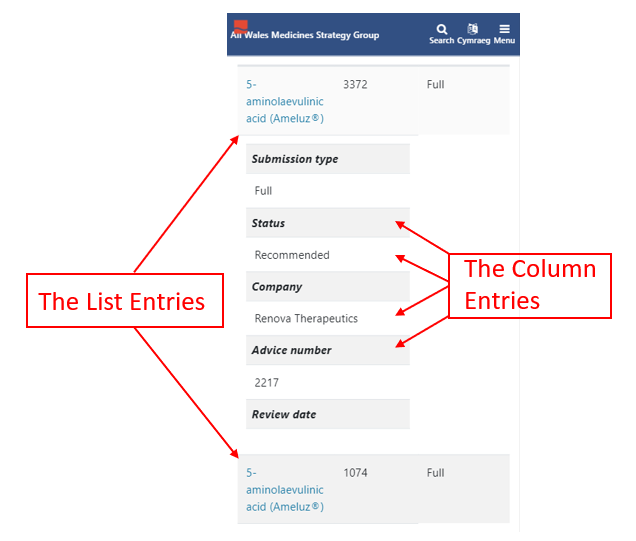 All Wales Medicines Strategy Group
Search Cymraeg Menu
5-
aminolaevulinic
acid (Ameluz®)
3372
Full
Submission type
Full
Status
Recommended
Company
Renova Therapeutics
Advice number
2217
Review date
5-
aminolaevulinic
acid (Ameluz®)
1074
Full
The List Entries
The Column
Entries